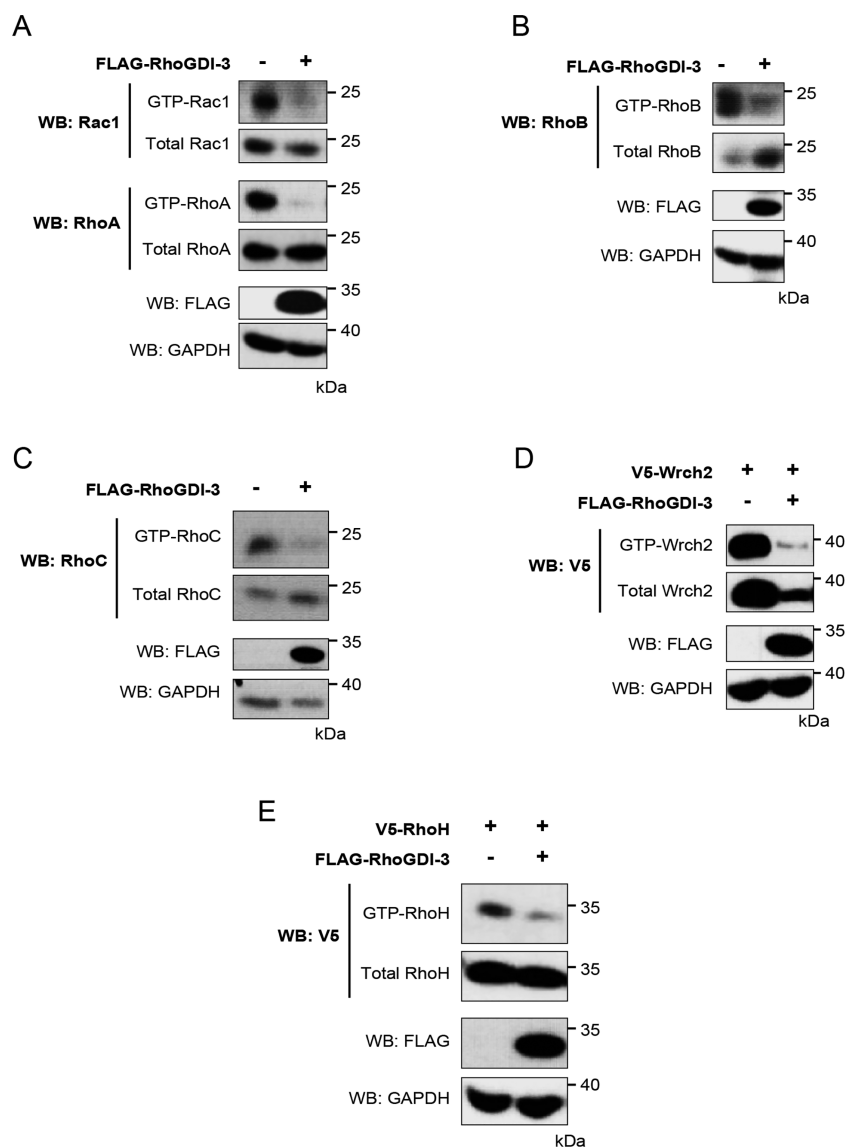 A
FLAG-RhoGDI-3 - +
WB: Rac1
GTP-Rac1 25
Total Rac1 25
WB: RhoA
GTP-RhoA 25
Total RhoA 25
WB: FLAG 35
WB: GAPDH 40
kDa
B
FLAG-RhoGDI-3 - +
WB: RhoB
GTP-RhoB 25
Total RhoB 25
WB: FLAG 35
WB: GAPDH 40
kDa
C
FLAG-RhoGDI-3 - +
WB: RhoC
GTP-RhoC 25
Total RhoC 25
WB: FLAG 35
WB: GAPDH 40
kDa
D
V5-Wrch2 + +
FLAG-RhoGDI-3 - +
WB: V5
GTP-Wrch2 40
Total Wrch2 40
WB: FLAG 35
WB: GAPDH 40
kDa
E
V5-RhoH + +
FLAG-RhoGDI-3 - +
WB: V5
GTP-RhoH 35
Total RhoH 35
WB: FLAG 35
WB: GAPDH 40
kDa